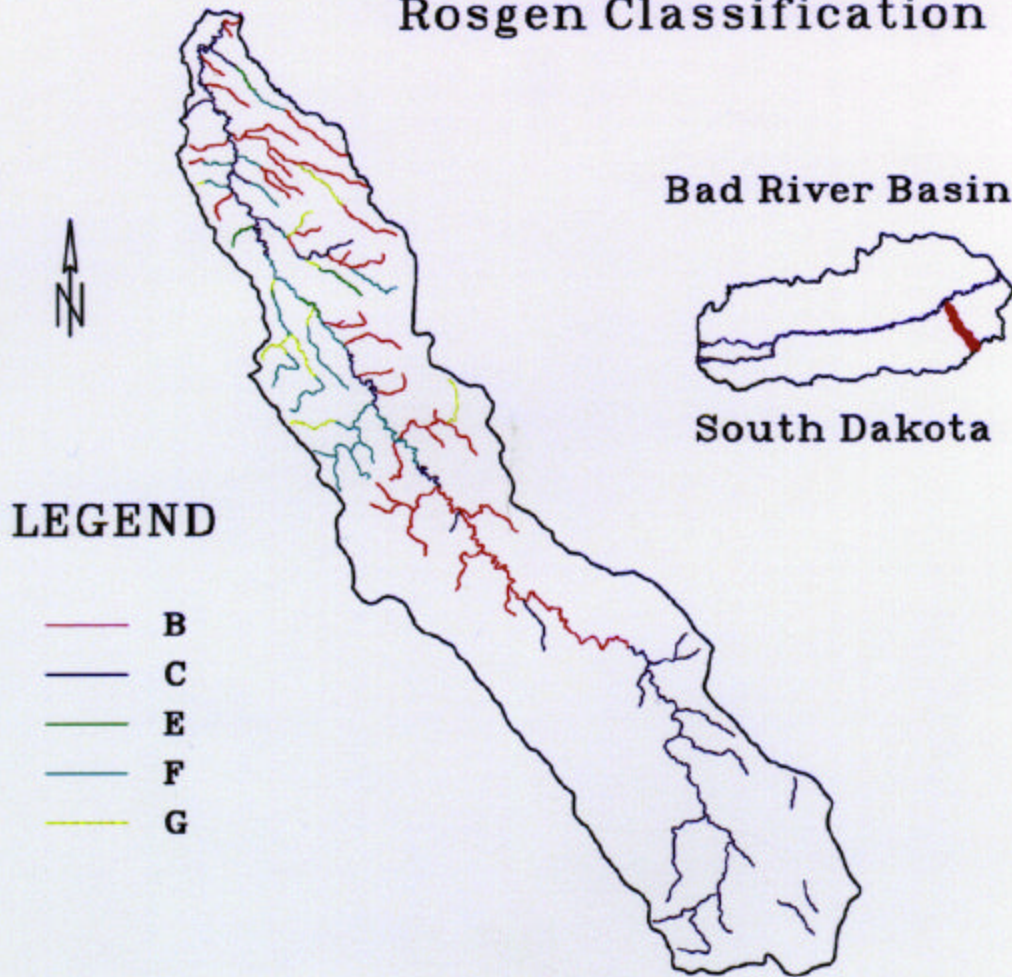 Rosgen Classification
Bad River Basin
N
South Dakota
LEGEND
B
C
E
F
G